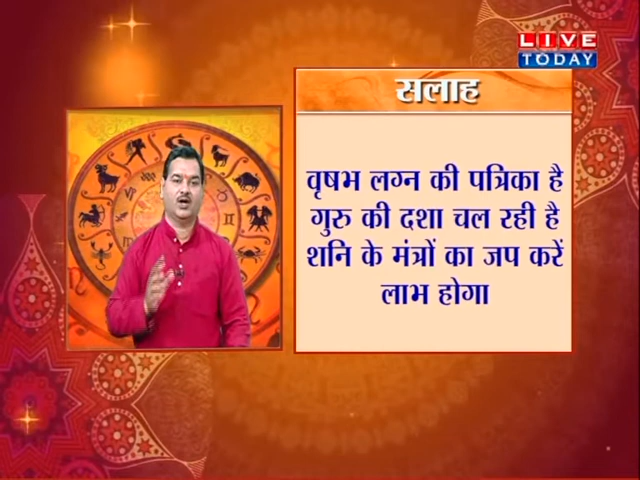 LIVE
TODAY
सलाह
वृषभ लग्न की पत्रिका है
गुरु की दशा चल रही है
शनि के मंत्रों का जप करें
लाभ होगा